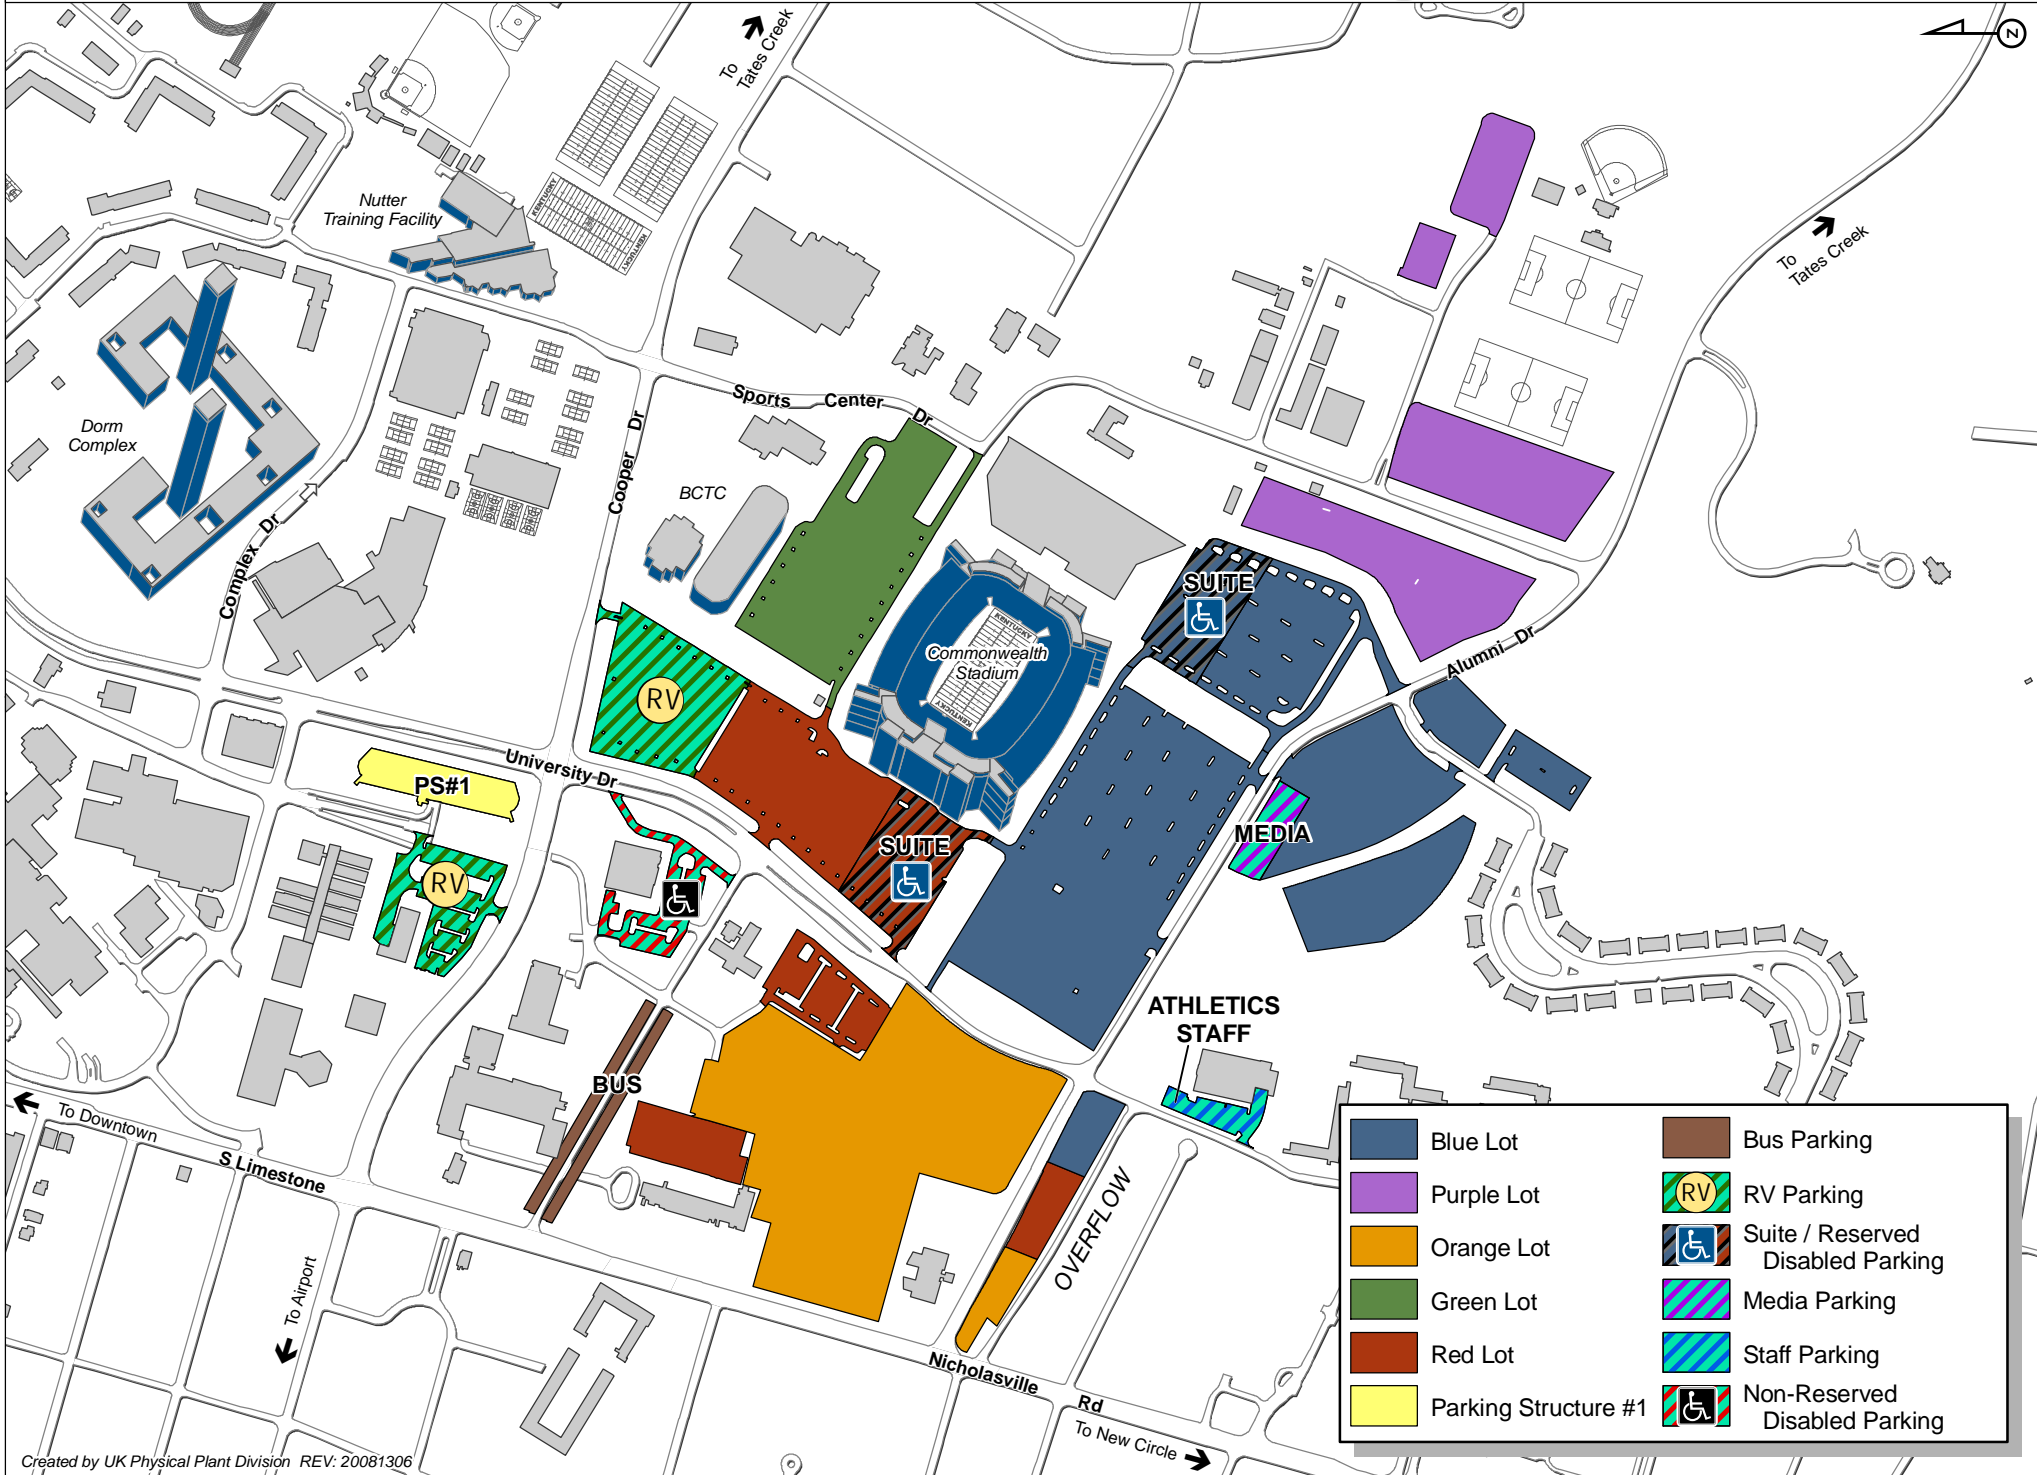 To
Tates Creek
N
Nutter
Training Facility
KENTUCKY
KENTUCKY
To
Tates Creek
Dorm
Complex
Sports Center Dr
Cooper Dr
BCTC
Complex Dr
SUITE
KENTUCKY
Commonwealth
Stadium
KENTUCKY
Alumni Dr
RV
University Dr
PS#1
MEDIA
SUITE
RV
ATHLETICS
STAFF
BUS
To Downtown
S Limestone
OVERFLOW
To Airport
Nicholasville Rd
To New Circle
Blue Lot
Purple Lot
Orange Lot
Green Lot
Red Lot
Parking Structure #1
Bus Parking
RV
RV Parking
Suite / Reserved
Disabled Parking
Media Parking
Staff Parking
Non-Reserved
Disabled Parking
Created by UK Physical Plant Division REV: 20081306